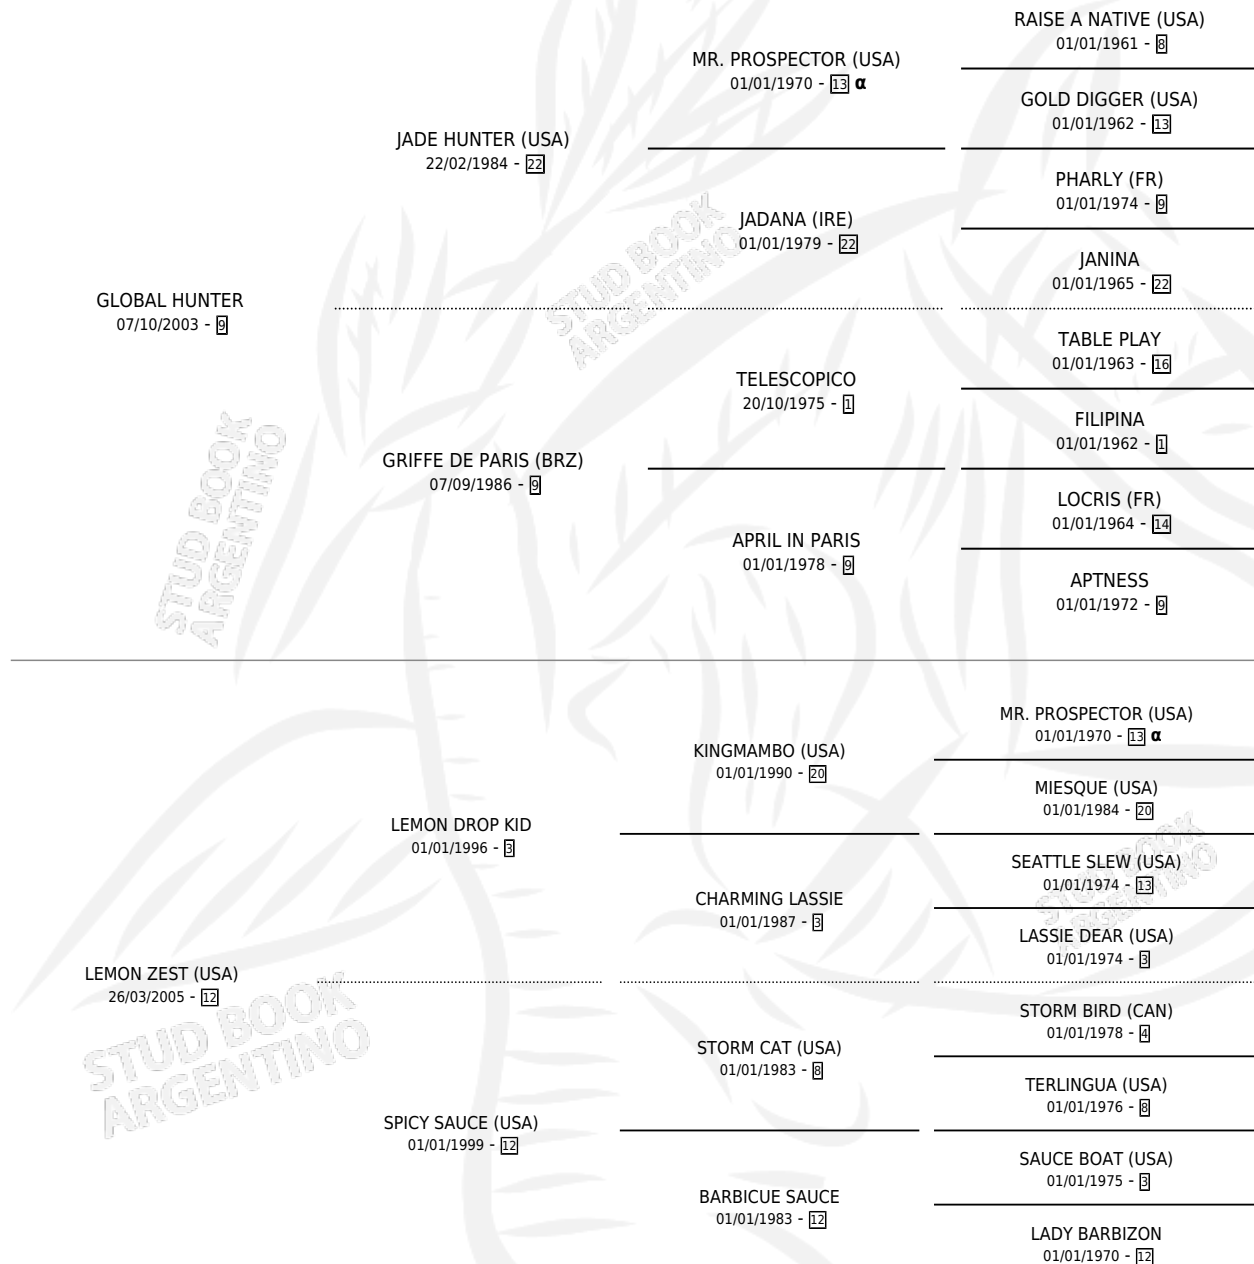 RAISE A NATIVE (USA)
01/01/1961 - 8
MR. PROSPECTOR (USA)
01/01/1970 - 13 α
GOLD DIGGER (USA)
01/01/1962 - 13
JADE HUNTER (USA)
22/02/1984 - 22
PHARLY (FR)
01/01/1974 - 9
JADANA (IRE)
01/01/1979 - 22
JANINA
01/01/1965 - 22
GLOBAL HUNTER
07/10/2003 - 9
STUD BOOK
ARGENTINO
TABLE PLAY
01/01/1963 - 16
TELESCOPICO
20/10/1975 - 1
FILIPINA
01/01/1962 - 1
GRIFFE DE PARIS (BRZ)
07/09/1986 - 9
STUD BOOK
ARGENTINO
LOCRIS (FR)
01/01/1964 - 14
APRIL IN PARIS
01/01/1978 - 9
APTNESS
01/01/1972 - 9
MR. PROSPECTOR (USA)
01/01/1970 - 13 α
KINGMAMBO (USA)
01/01/1990 - 20
MIESQUE (USA)
01/01/1984 - 20
LEMON DROP KID
01/01/1996 - 3
SEATTLE SLEW (USA)
01/01/1974 - 13
STUD BOOK
ARGENTINO
CHARMING LASSIE
01/01/1987 - 3
LASSIE DEAR (USA)
01/01/1974 - 3
LEMON ZEST (USA)
26/03/2005 - 12
STUD BOOK
ARGENTINO
STORM BIRD (CAN)
01/01/1978 - 4
STORM CAT (USA)
01/01/1983 - 8
TERLINGUA (USA)
01/01/1976 - 8
SPICY SAUCE (USA)
01/01/1999 - 12
SAUCE BOAT (USA)
01/01/1975 - 3
BARBICUE SAUCE
01/01/1983 - 12
LADY BARBIZON
01/01/1970 - 12